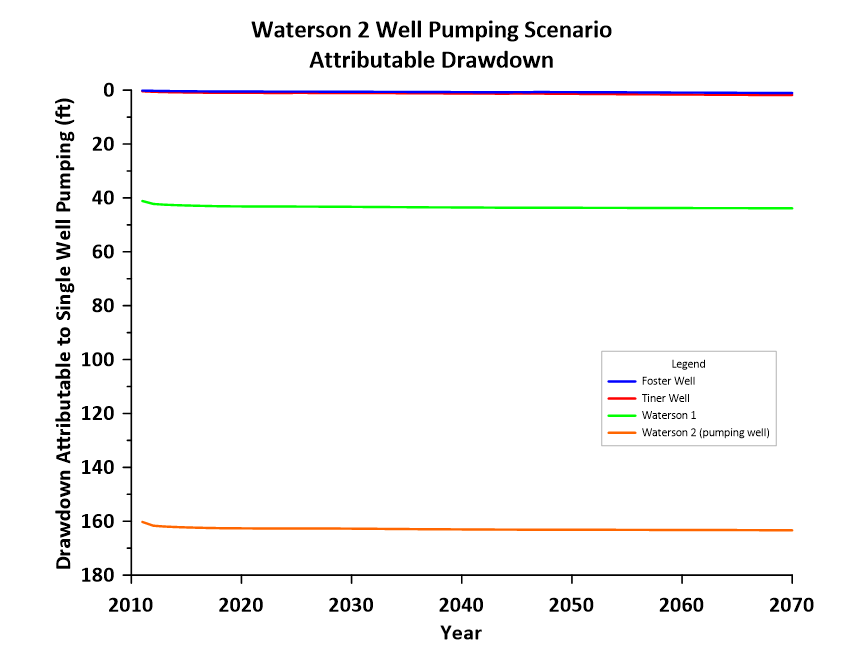 Waterson 2 Well Pumping Scenario
Attributable Drawdown
Drawdown Attributable to Single Well Pumping (ft)
0
20
40
60
80
100
120
140
160
180
2010 2020 2030 2040 2050 2060 2070
Year
Legend
Foster Well
Tiner Well
Waterson 1
Waterson 2 (pumping well)